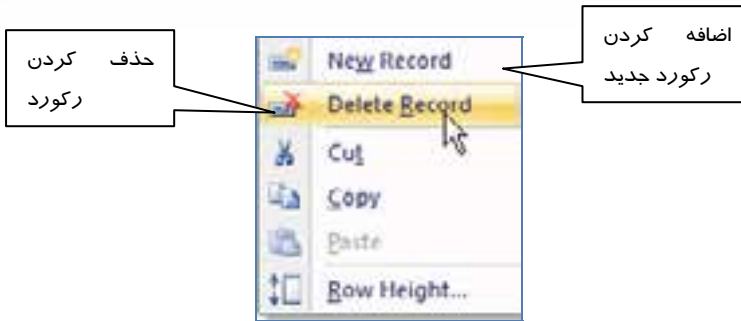 اضافه کردن
رکورد جدید
حذف کردن
رکورد
New Record
Delete Record
Cut
Copy
Paste
Row Height...